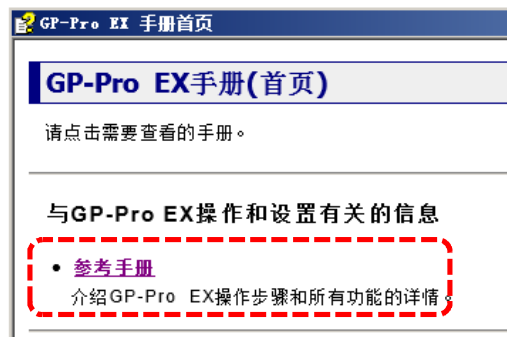 GP-Pro EX 手册首页
GP-Pro EX手册(首页)
请点击需要查看的手册。
与GP-Pro EX操作和设置有关的信息
• 参考手册
介绍GP-Pro EX操作步骤和所有功能的详情。